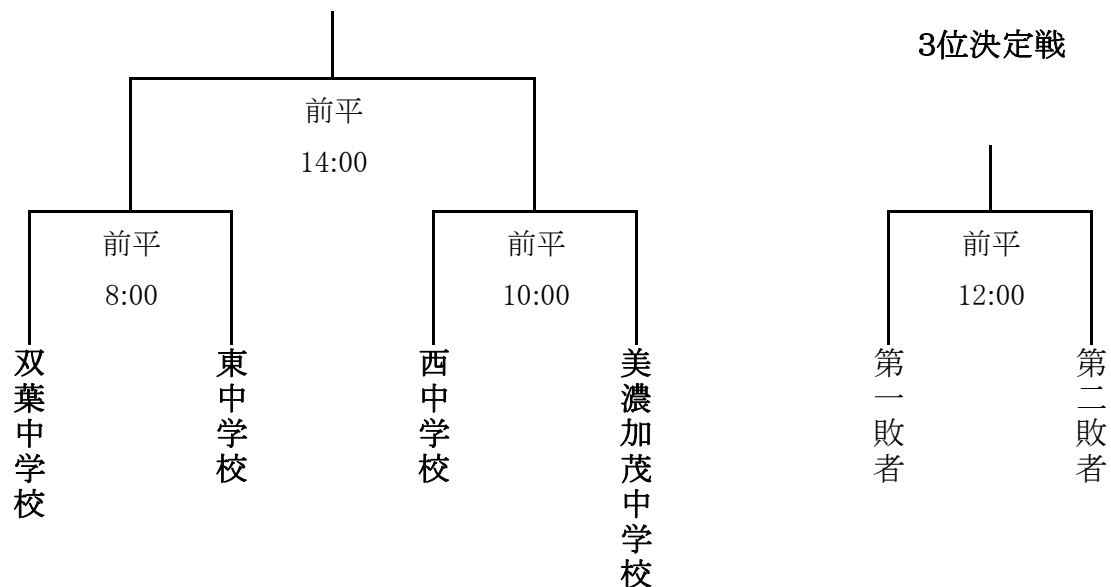 3位決定戦
前平
14:00
前平
8:00
前平
10:00
前平
12:00
双葉中学校
東中学校
西中学校
美濃加茂中学校
第一敗者
第二敗者